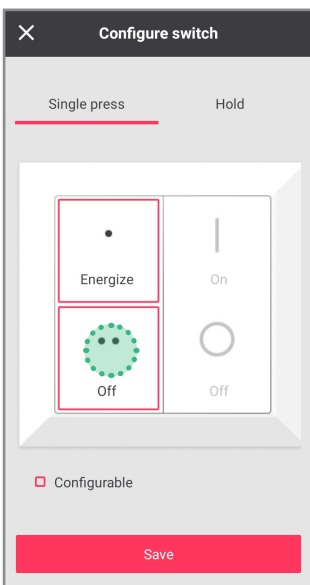 Configure switch
Single press Hold
Energize On
Off Off
Configurable
Save